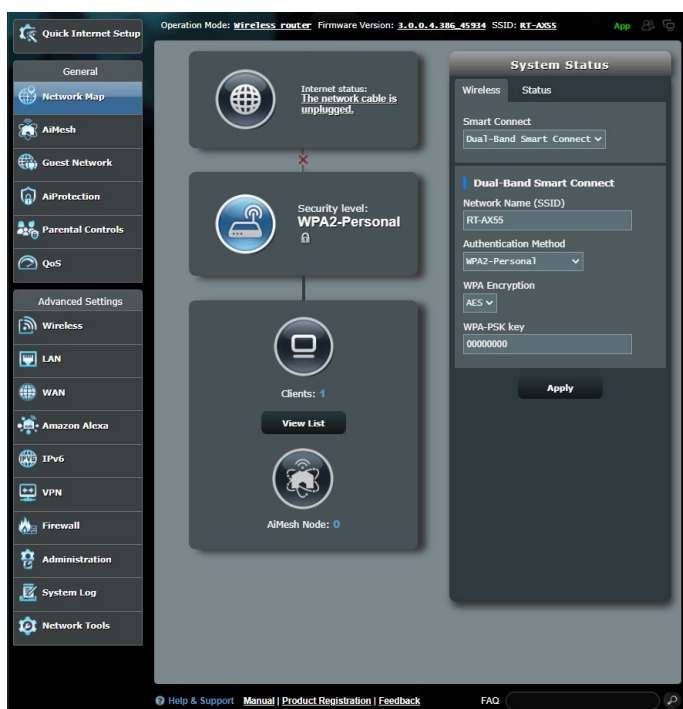 Quick Internet Setup
Operation Mode: Wireless router Firmware Version: 3.0.0.4.386_45934 SSID: RT-AX55
App
General
Network Map
AiMesh
Guest Network
AiProtection
Parental Controls
QoS
Advanced Settings
Wireless
LAN
WAN
Amazon Alexa
IPv6
VPN
Firewall
Administration
System Log
Network Tools
Internet status:
The network cable is
unplugged.
Security level:
WPA2-Personal
Clients: 1
View List
AiMesh Node: 0
System Status
Wireless Status
Smart Connect
Dual-Band Smart Connect
Dual-Band Smart Connect
Network Name (SSID)
RT-AX55
Authentication Method
WPA2-Personal
WPA Encryption
AES
WPA-PSK key
00000000
Apply
Help & Support Manual | Product Registration | Feedback FAQ